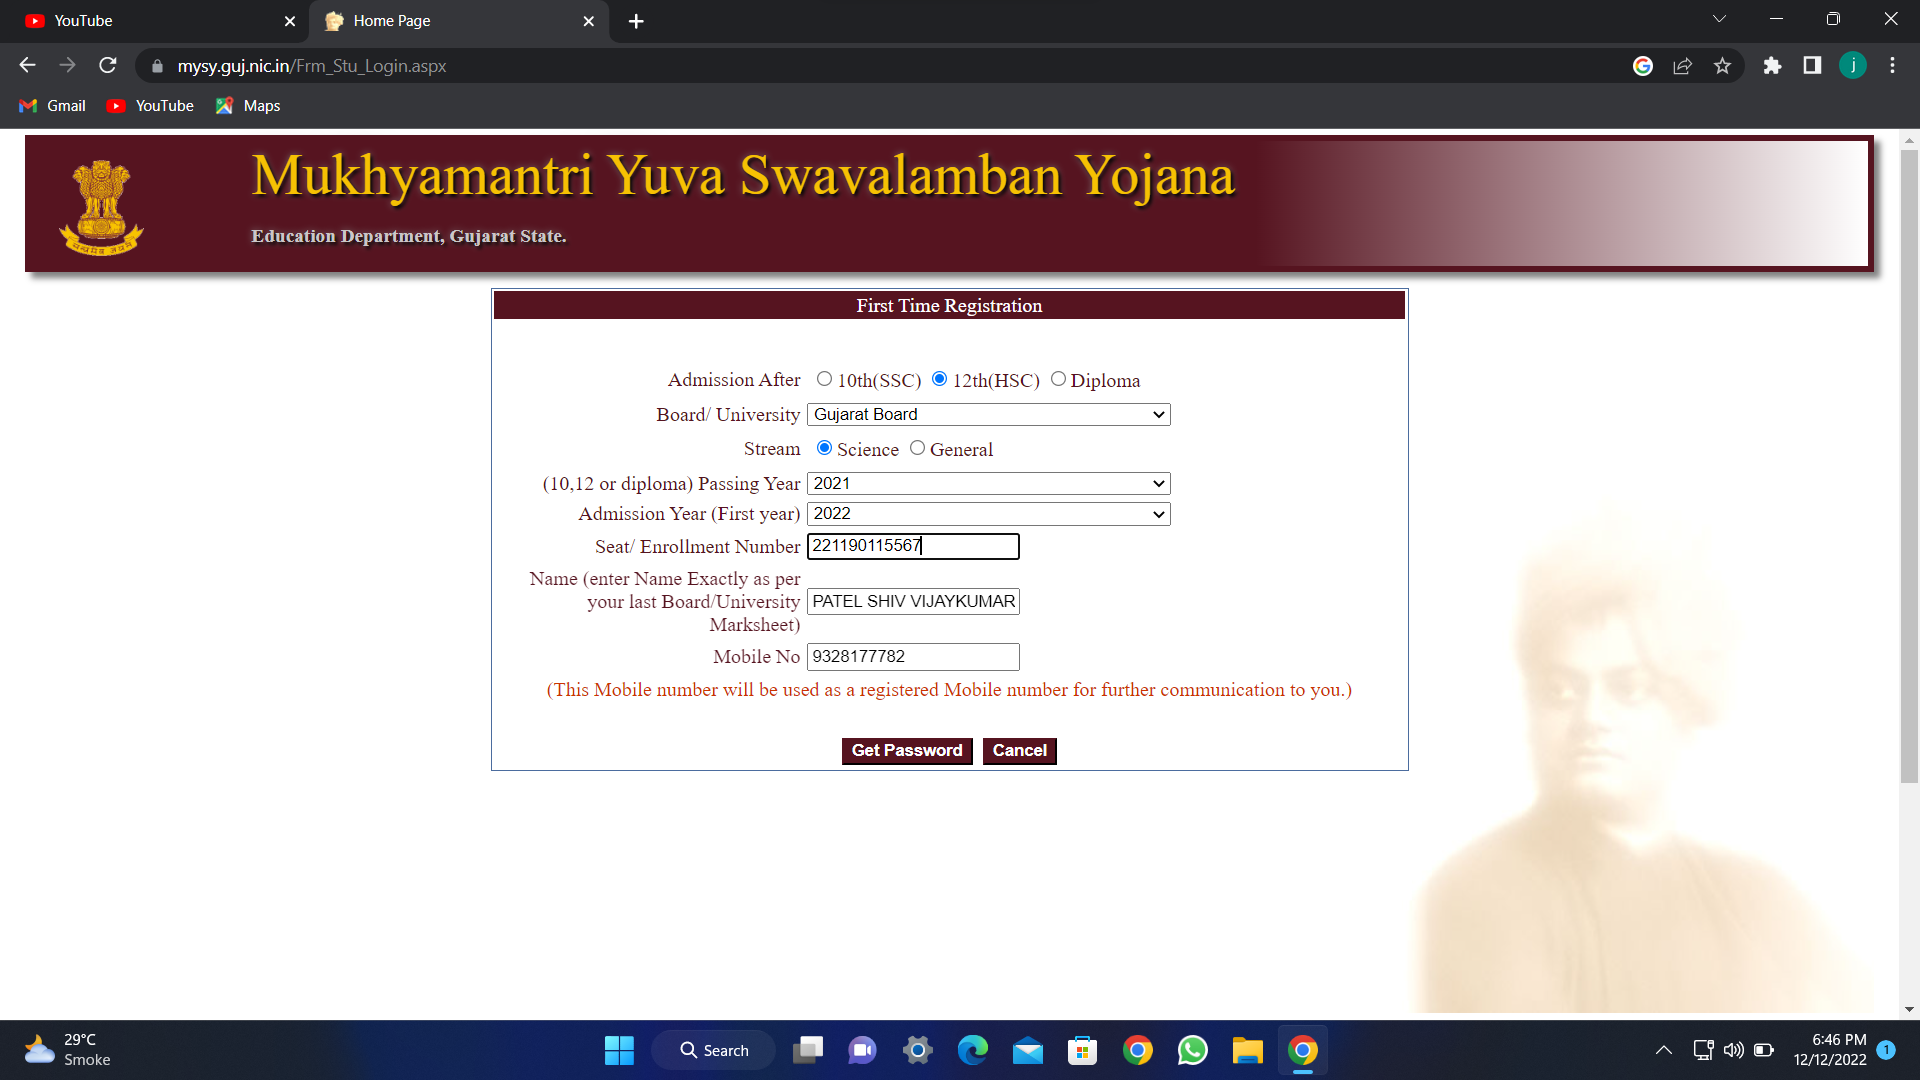 YouTube
Home Page
mysy.guj.nic.in/Frm_Stu_Login.aspx
j
Gmail
YouTube
Maps
Mukhyamantri Yuva Swavalamban Yojana
Education Department, Gujarat State.
First Time Registration
Admission After 10th(SSC) 12th(HSC) Diploma
Board/ University Gujarat Board
Stream Science General
(10,12 or diploma) Passing Year 2021
Admission Year (First year) 2022
Seat/ Enrollment Number 221190115567
Name (enter Name Exactly as per
your last Board/University PATEL SHIV VIJAYKUMAR
Marksheet)
Mobile No 9328177782
(This Mobile number will be used as a registered Mobile number for further communication to you.)
Get Password Cancel
29°C
Smoke
Search
6:46 PM
12/12/2022
1